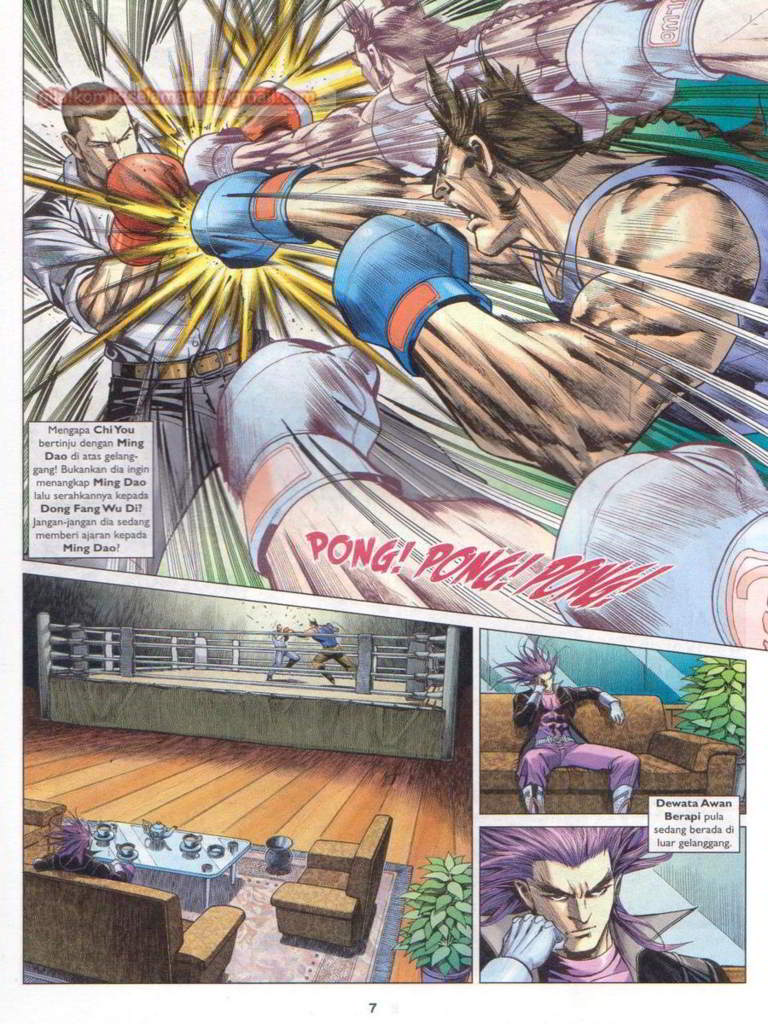 Mengapa Chi You
bertinju dengan Ming
Dao di atas gelang-
gang! Bukankan dia ingin
menangkap Ming Dao
lalu serahkannya kepada
Dong Fang Wu Di?
Jangan-jangan dia sedang
memberi ajaran kepada
Ming Dao?
PONG! PONG! PONG!
Dewata Awan
Berapi pula
sedang berada di
luar gelanggang.
7